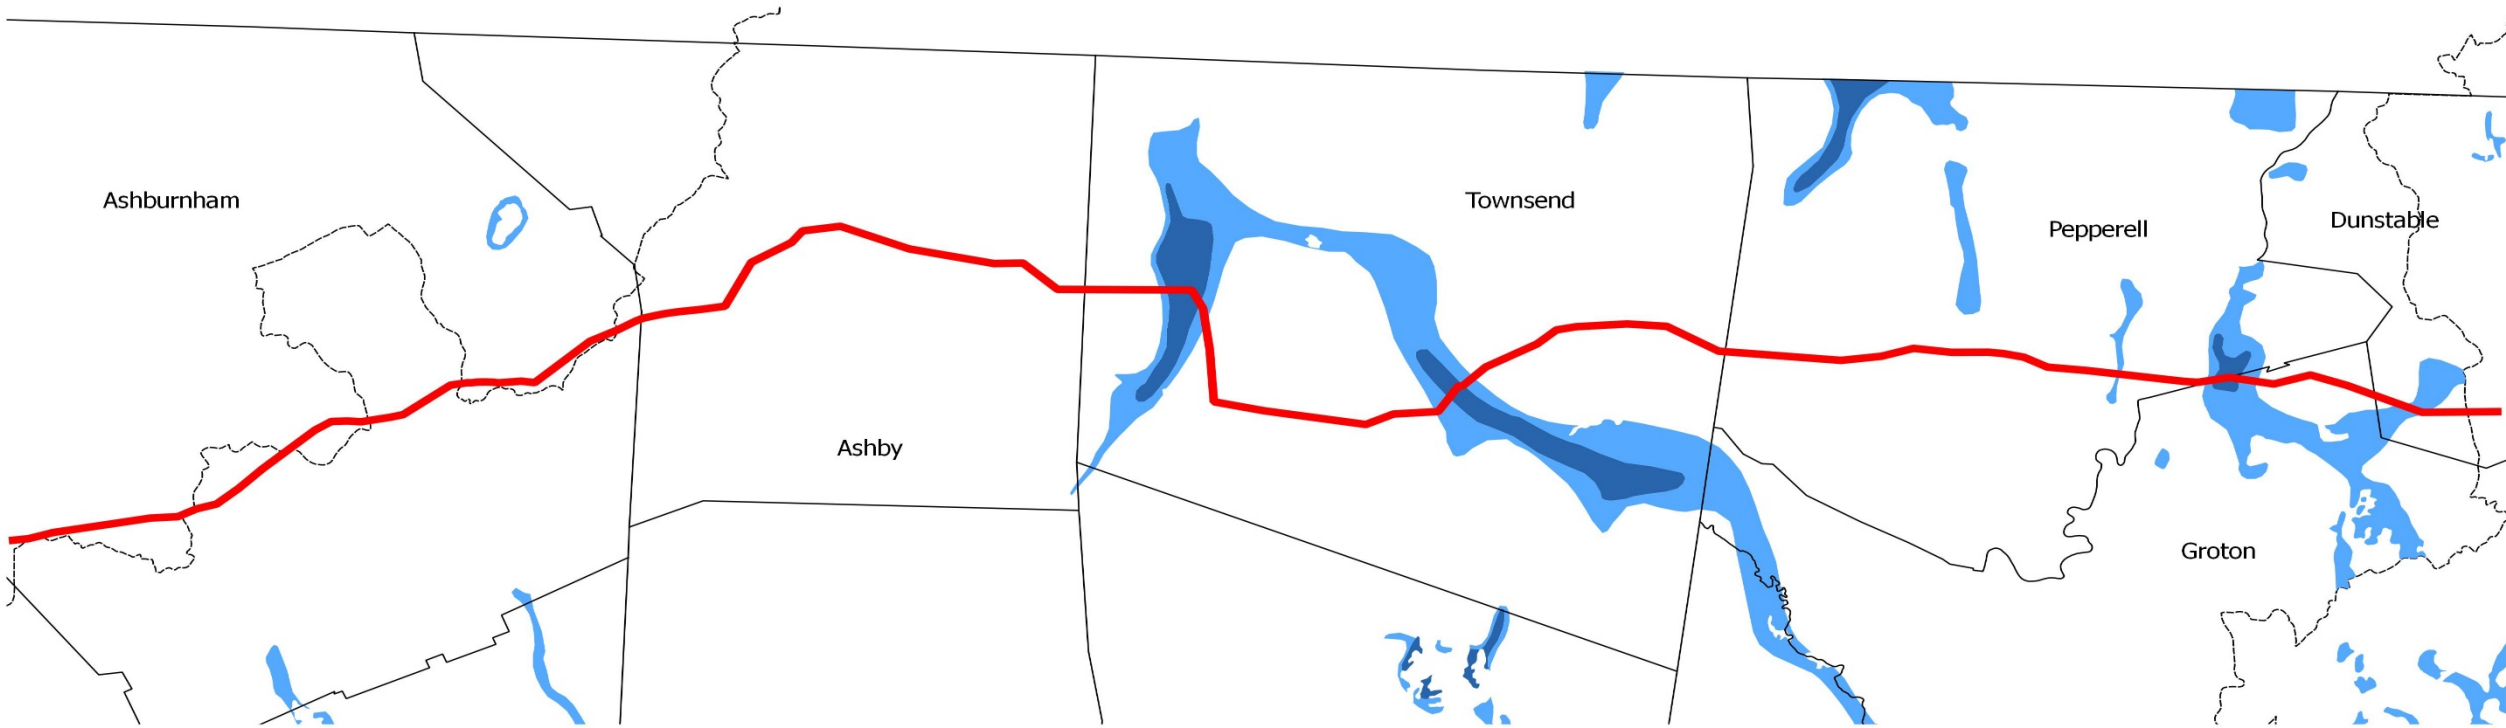 Ashburnham
Townsend
Pepperell
Dunstable
Ashby
Groton